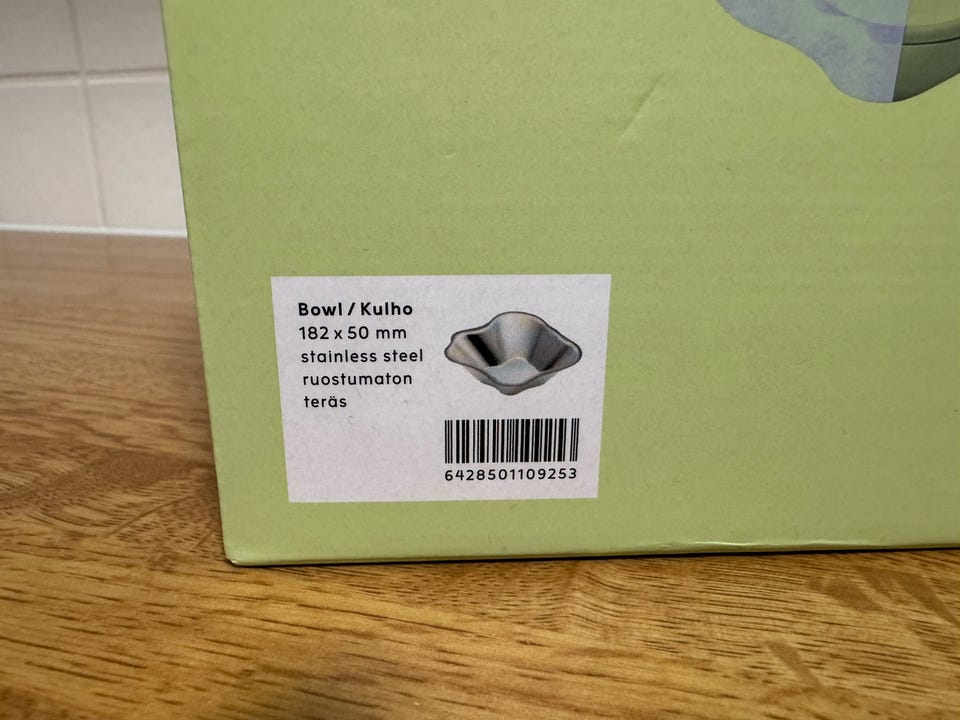 Bowl / Kulho
182 x 50 mm
stainless steel
ruostumaton
teräs
6428501109253